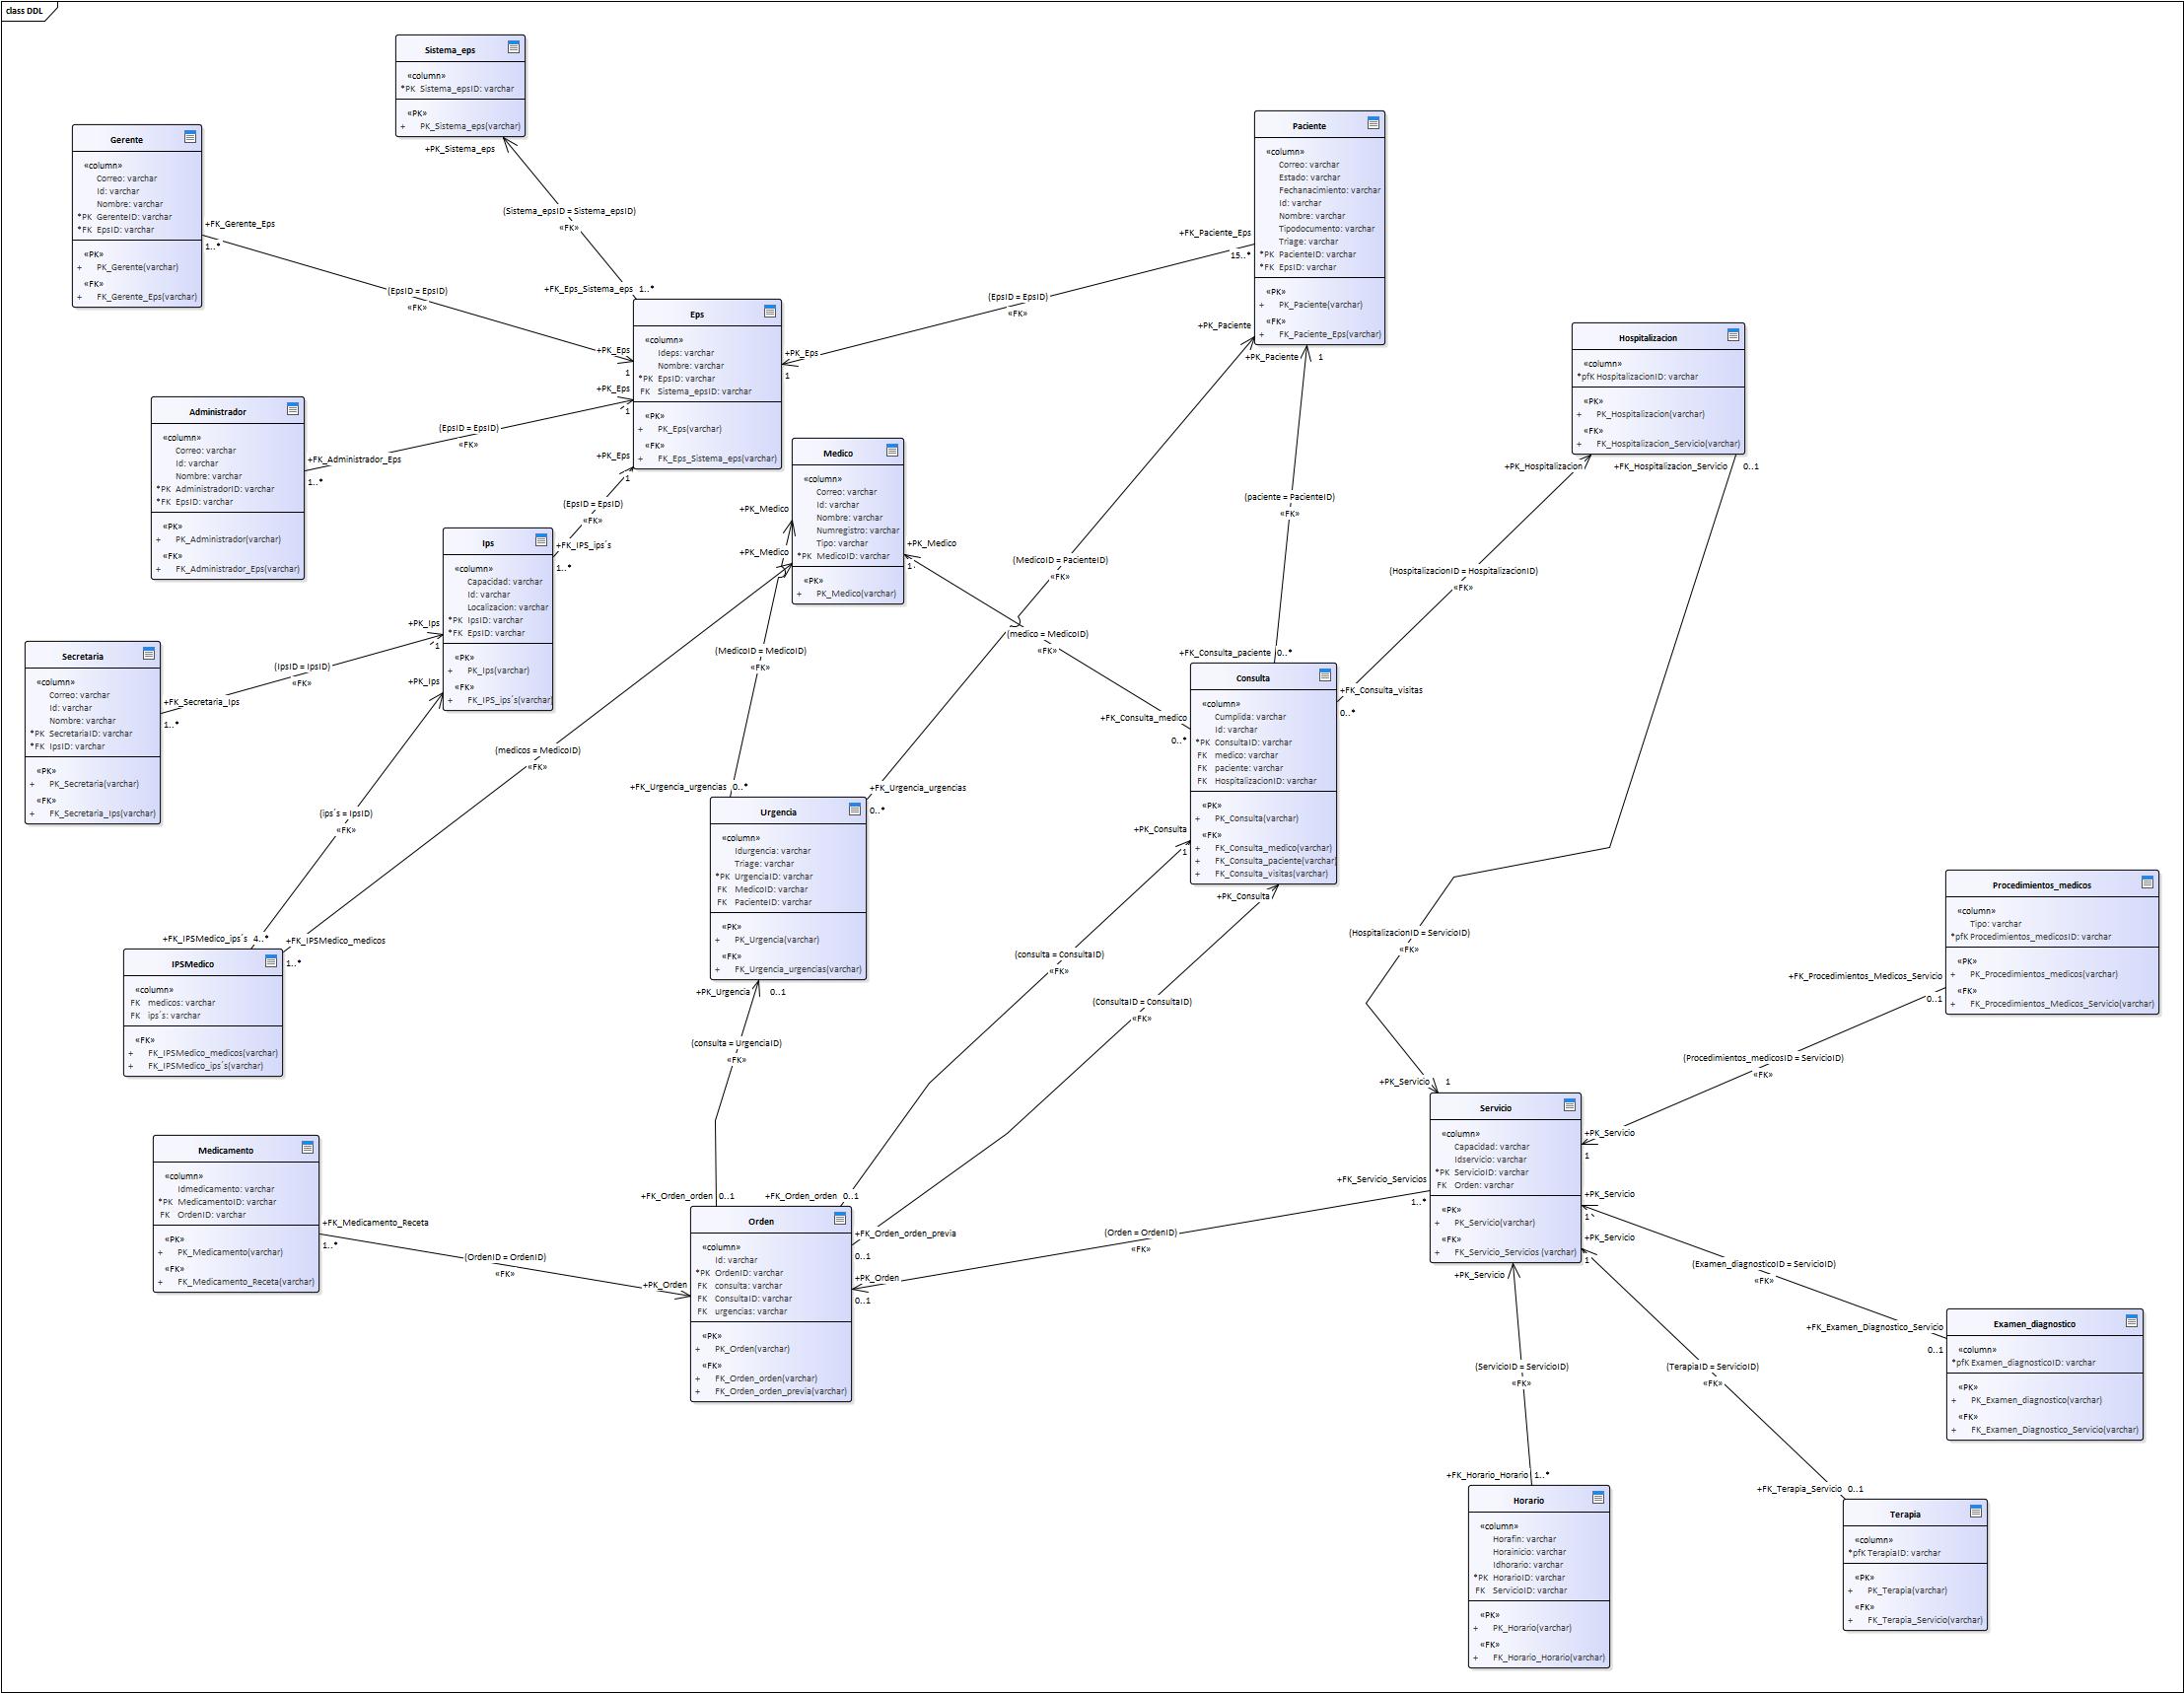 class DDL
Sistema_eps
«column»
*PK Sistema_epsID: varchar
«PK»
+ PK_Sistema_eps(varchar)
+PK_Sistema_eps
(Sistema_epsID = Sistema_epsID)
«FK»
+FK_Eps_Sistema_eps 1..*
Gerente
«column»
Correo: varchar
Id: varchar
Nombre: varchar
*PK GerenteID: varchar
*FK EpsID: varchar
«PK»
+ PK_Gerente(varchar)
«FK»
+ FK_Gerente_Eps(varchar)
+FK_Gerente_Eps
1..*
(EpsID = EpsID)
«FK»
+PK_Eps
1
Eps
«column»
Ideps: varchar
Nombre: varchar
*PK EpsID: varchar
FK Sistema_epsID: varchar
«PK»
+ PK_Eps(varchar)
«FK»
+ FK_Eps_Sistema_eps(varchar)
Paciente
«column»
Correo: varchar
Estado: varchar
Fechanacimiento: varchar
Id: varchar
Nombre: varchar
Tipodocumento: varchar
Triage: varchar
*PK PacienteID: varchar
*FK EpsID: varchar
«PK»
+ PK_Paciente(varchar)
«FK»
+ FK_Paciente_Eps(varchar)
+FK_Paciente_Eps
15..*
(EpsID = EpsID)
«FK»
+PK_Eps
1
+PK_Paciente
+PK_Paciente 1
Hospitalizacion
«column»
*pfK HospitalizacionID: varchar
«PK»
+ PK_Hospitalizacion(varchar)
«FK»
+ FK_Hospitalizacion_Servicio(varchar)
+PK_Hospitalizacion
+FK_Hospitalizacion_Servicio 0..1
Administrador
«column»
Correo: varchar
Id: varchar
Nombre: varchar
*PK AdministradorID: varchar
*FK EpsID: varchar
«PK»
+ PK_Administrador(varchar)
«FK»
+ FK_Administrador_Eps(varchar)
+FK_Administrador_Eps
1..*
(EpsID = EpsID)
«FK»
+PK_Eps
1
+PK_Eps
1
(EpsID = EpsID)
«FK»
+FK_IPS_ips´s
1..*
Medico
«column»
Correo: varchar
Id: varchar
Nombre: varchar
Numregistro: varchar
Tipo: varchar
*PK MedicoID: varchar
«PK»
+ PK_Medico(varchar)
+PK_Medico
+PK_Medico
+PK_Medico
1
Ips
«column»
Capacidad: varchar
Id: varchar
Localizacion: varchar
*PK IpsID: varchar
*FK EpsID: varchar
«PK»
+ PK_Ips(varchar)
«FK»
+ FK_IPS_ips´s(varchar)
+PK_Ips
1
+PK_Ips
Secretaria
«column»
Correo: varchar
Id: varchar
Nombre: varchar
*PK SecretariaID: varchar
*FK IpsID: varchar
«PK»
+ PK_Secretaria(varchar)
«FK»
+ FK_Secretaria_Ips(varchar)
+FK_Secretaria_Ips
1..*
(IpsID = IpsID)
«FK»
(MedicoID = MedicoID)
«FK»
(MedicoID = PacienteID)
«FK»
(medico = MedicoID)
«FK»
(paciente = PacienteID)
«FK»
(HospitalizacionID = HospitalizacionID)
«FK»
+FK_Consulta_paciente 0..*
+FK_Consulta_visitas
0..*
+FK_Consulta_medico
0..*
Consulta
«column»
Cumplida: varchar
Id: varchar
*PK ConsultaID: varchar
FK medico: varchar
FK paciente: varchar
FK HospitalizacionID: varchar
«PK»
+ PK_Consulta(varchar)
«FK»
+ FK_Consulta_medico(varchar)
+ FK_Consulta_paciente(varchar)
+ FK_Consulta_visitas(varchar)
+PK_Consulta
1
+PK_Consulta
(medicos = MedicoID)
«FK»
(ips´s = IpsID)
«FK»
+FK_IPSMedico_ips´s 4..*
+FK_IPSMedico_medicos
1..*
IPSMedico
«column»
FK medicos: varchar
FK ips´s: varchar
«FK»
+ FK_IPSMedico_medicos(varchar)
+ FK_IPSMedico_ips´s(varchar)
+FK_Urgencia_urgencias 0..*
+FK_Urgencia_urgencias
0..*
Urgencia
«column»
Idurgencia: varchar
Triage: varchar
*PK UrgenciaID: varchar
FK MedicoID: varchar
FK PacienteID: varchar
«PK»
+ PK_Urgencia(varchar)
«FK»
+ FK_Urgencia_urgencias(varchar)
+PK_Urgencia 0..1
(consulta = UrgenciaID)
«FK»
(consulta = ConsultaID)
«FK»
(ConsultaID = ConsultaID)
«FK»
(HospitalizacionID = ServicioID)
«FK»
Procedimientos_medicos
«column»
Tipo: varchar
*pfK Procedimientos_medicosID: varchar
«PK»
+ PK_Procedimientos_medicos(varchar)
«FK»
+ FK_Procedimientos_Medicos_Servicio(varchar)
+FK_Procedimientos_Medicos_Servicio
0..1
(Procedimientos_medicosID = ServicioID)
«FK»
+PK_Servicio 1
Servicio
«column»
Capacidad: varchar
Idservicio: varchar
*PK ServicioID: varchar
FK Orden: varchar
«PK»
+ PK_Servicio(varchar)
«FK»
+ FK_Servicio_Servicios (varchar)
+PK_Servicio
1
+PK_Servicio
1
+PK_Servicio
1
+PK_Servicio
+FK_Servicio_Servicios
1..*
(Orden = OrdenID)
«FK»
Medicamento
«column»
Idmedicamento: varchar
*PK MedicamentoID: varchar
FK OrdenID: varchar
«PK»
+ PK_Medicamento(varchar)
«FK»
+ FK_Medicamento_Receta(varchar)
+FK_Medicamento_Receta
1..*
(OrdenID = OrdenID)
«FK»
+PK_Orden
+FK_Orden_orden 0..1
+FK_Orden_orden 0..1
Orden
«column»
Id: varchar
*PK OrdenID: varchar
FK consulta: varchar
FK ConsultaID: varchar
FK urgencias: varchar
«PK»
+ PK_Orden(varchar)
«FK»
+ FK_Orden_orden(varchar)
+ FK_Orden_orden_previa(varchar)
+FK_Orden_orden_previa
0..1
+PK_Orden
0..1
(Examen_diagnosticoID = ServicioID)
«FK»
+FK_Examen_Diagnostico_Servicio
0..1
Examen_diagnostico
«column»
*pfK Examen_diagnosticoID: varchar
«PK»
+ PK_Examen_diagnostico(varchar)
«FK»
+ FK_Examen_Diagnostico_Servicio(varchar)
(ServicioID = ServicioID)
«FK»
(TerapiaID = ServicioID)
«FK»
+FK_Horario_Horario 1..*
Horario
«column»
Horafin: varchar
Horainicio: varchar
Idhorario: varchar
*PK HorarioID: varchar
FK ServicioID: varchar
«PK»
+ PK_Horario(varchar)
«FK»
+ FK_Horario_Horario(varchar)
+FK_Terapia_Servicio 0..1
Terapia
«column»
*pfK TerapiaID: varchar
«PK»
+ PK_Terapia(varchar)
«FK»
+ FK_Terapia_Servicio(varchar)